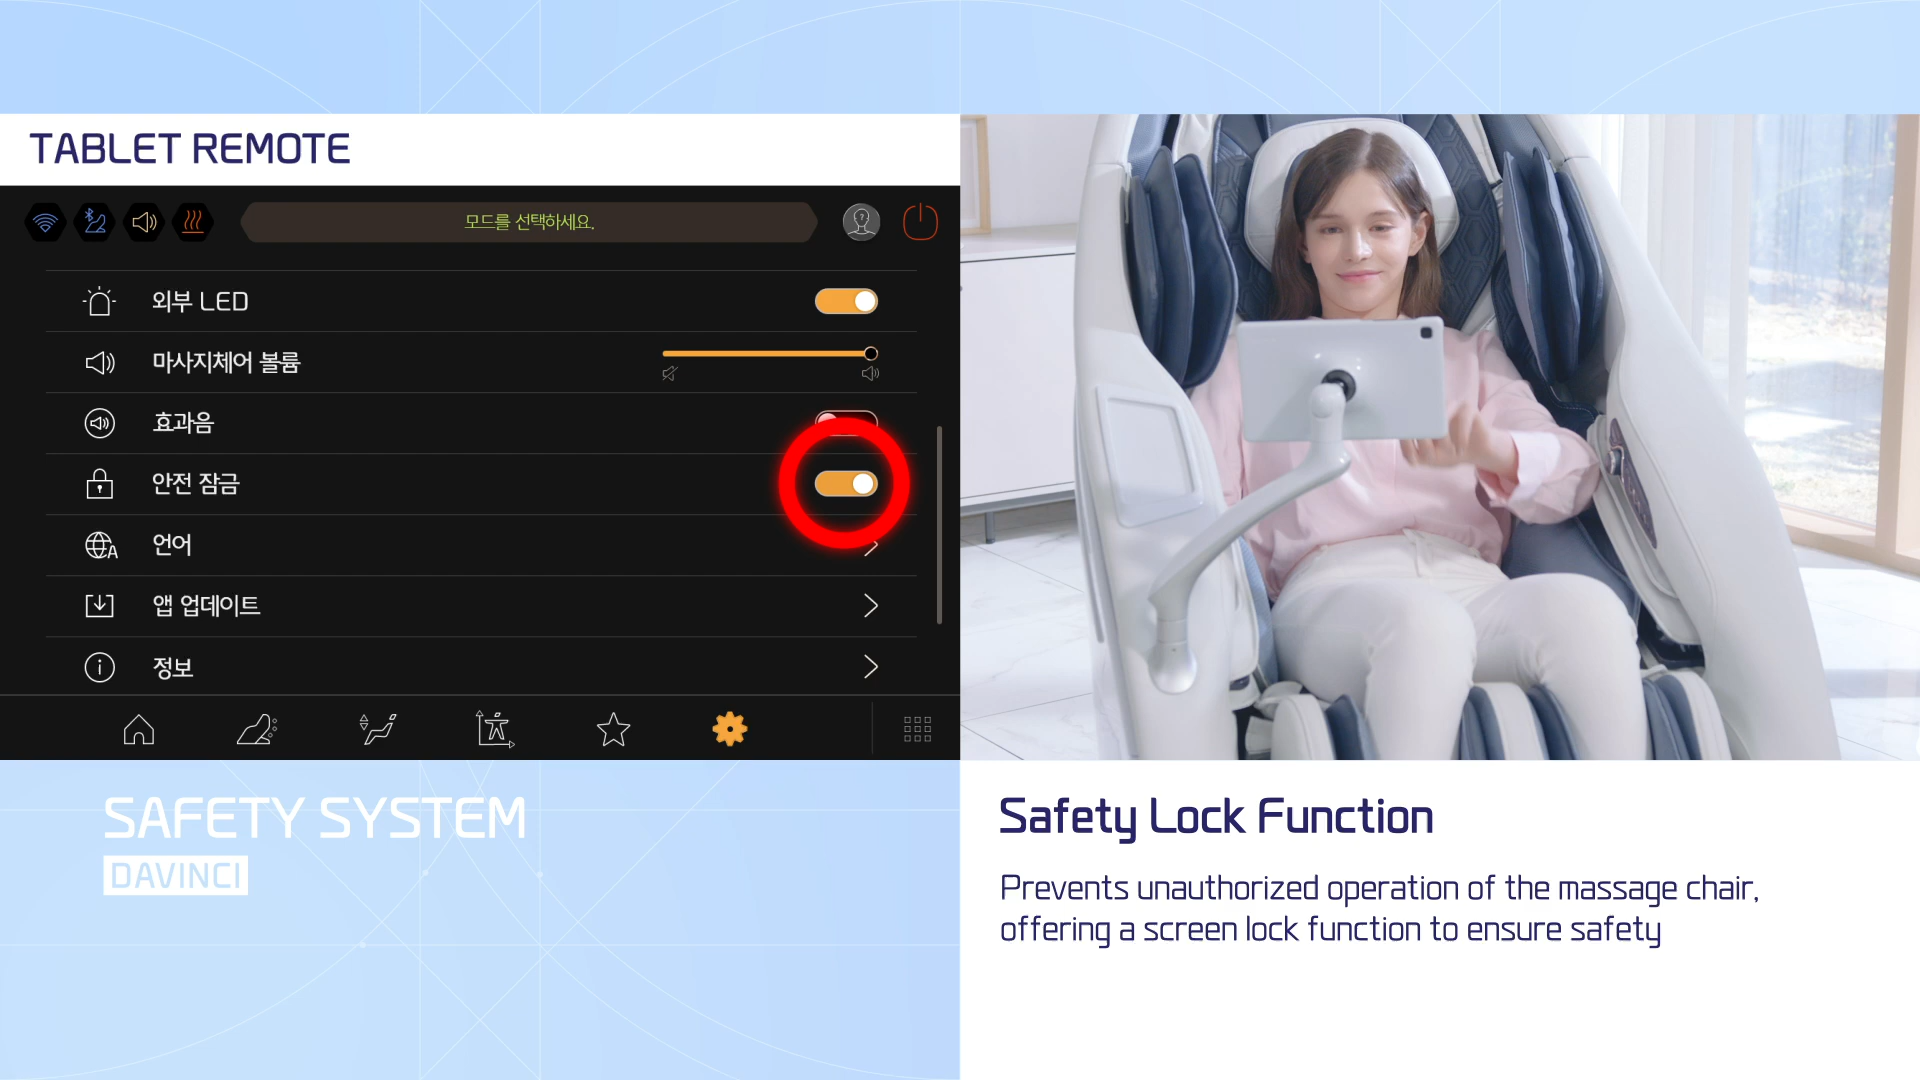 TABLET REMOTE
모드를 선택하세요.
외부 LED
마사지체어 볼륨
효과음
안전 잠금
언어
앱 업데이트
정보
SAFETY SYSTEM
DAVINCI
Safety Lock Function
Prevents unauthorized operation of the massage chair,
offering a screen lock function to ensure safety